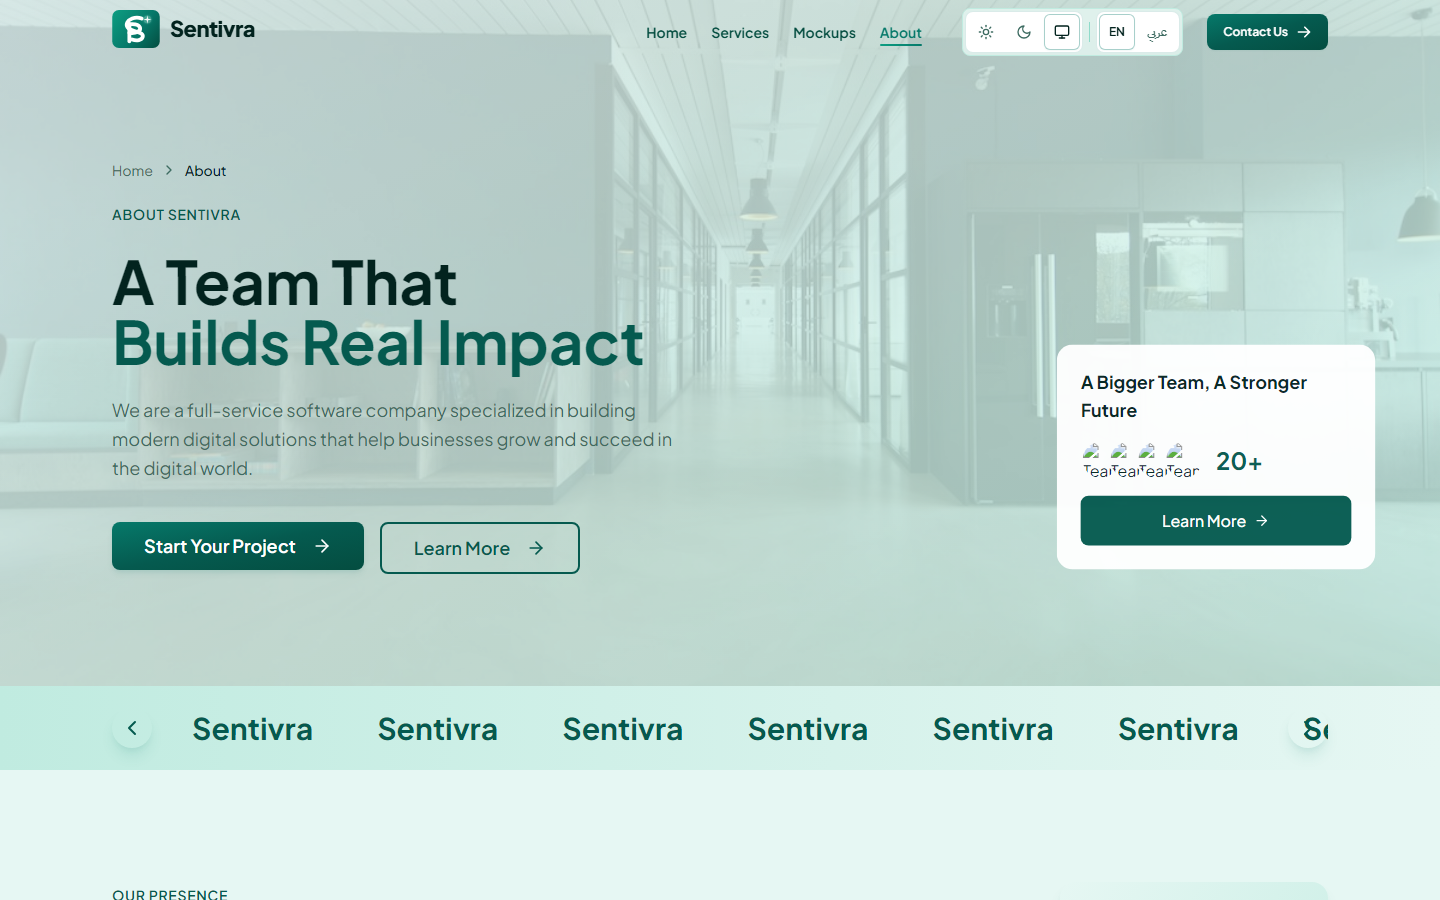 Sentivra
Home
Services
Mockups
About
EN
عربي
Contact Us
Home
About
ABOUT SENTIVRA
A Team That
Builds Real Impact
We are a full-service software company specialized in building
modern digital solutions that help businesses grow and succeed in
the digital world.
Start Your Project
Learn More
A Bigger Team, A Stronger
Future
20+
Learn More
Sentivra
Sentivra
Sentivra
Sentivra
Sentivra
Sentivra
OUR PRESENCE